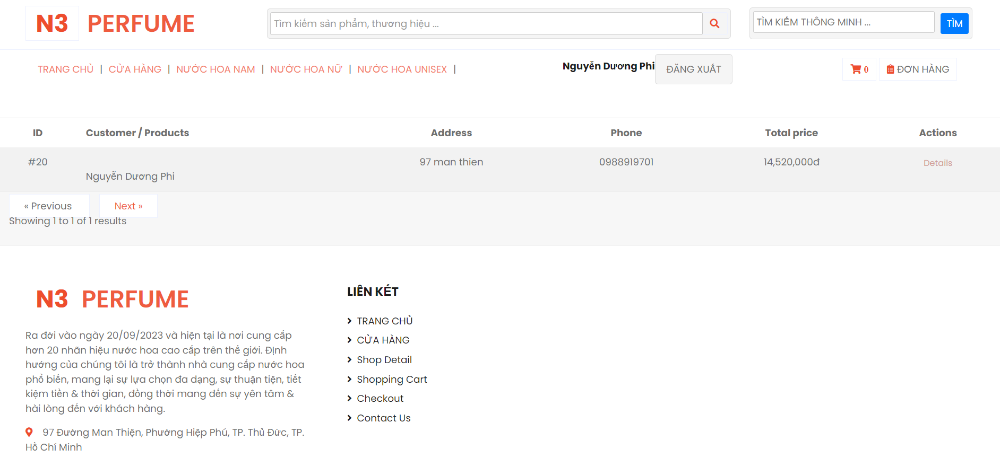 N3 PERFUME
Tìm kiếm sản phẩm, thương hiệu ...
TÌM KIẾM THÔNG MINH ...
TÌM
TRANG CHỦ | CỬA HÀNG | NƯỚC HOA NAM | NƯỚC HOA NỮ | NƯỚC HOA UNISEX |
Nguyễn Dương Phi
ĐĂNG XUẤT
0
ĐƠN HÀNG
ID Customer / Products Address Phone Total price Actions
#20 97 man thien 0988919701 14,520,000đ Details
Nguyễn Dương Phi
« Previous Next »
Showing 1 to 1 of 1 results
N3 PERFUME
Ra đời vào ngày 20/09/2023 và hiện tại là nơi cung cấp
hơn 20 nhãn hiệu nước hoa cao cấp trên thế giới. Định
hướng của chúng tôi là trở thành nhà cung cấp nước hoa
phổ biến, mang lại sự lựa chọn đa dạng, sự thuận tiện, tiết
kiệm tiền & thời gian, đồng thời mang đến sự yên tâm &
hài lòng đến với khách hàng.
97 Đường Man Thiện, Phường Hiệp Phú, TP. Thủ Đức, TP.
Hồ Chí Minh
LIÊN KẾT
TRANG CHỦ
CỬA HÀNG
Shop Detail
Shopping Cart
Checkout
Contact Us